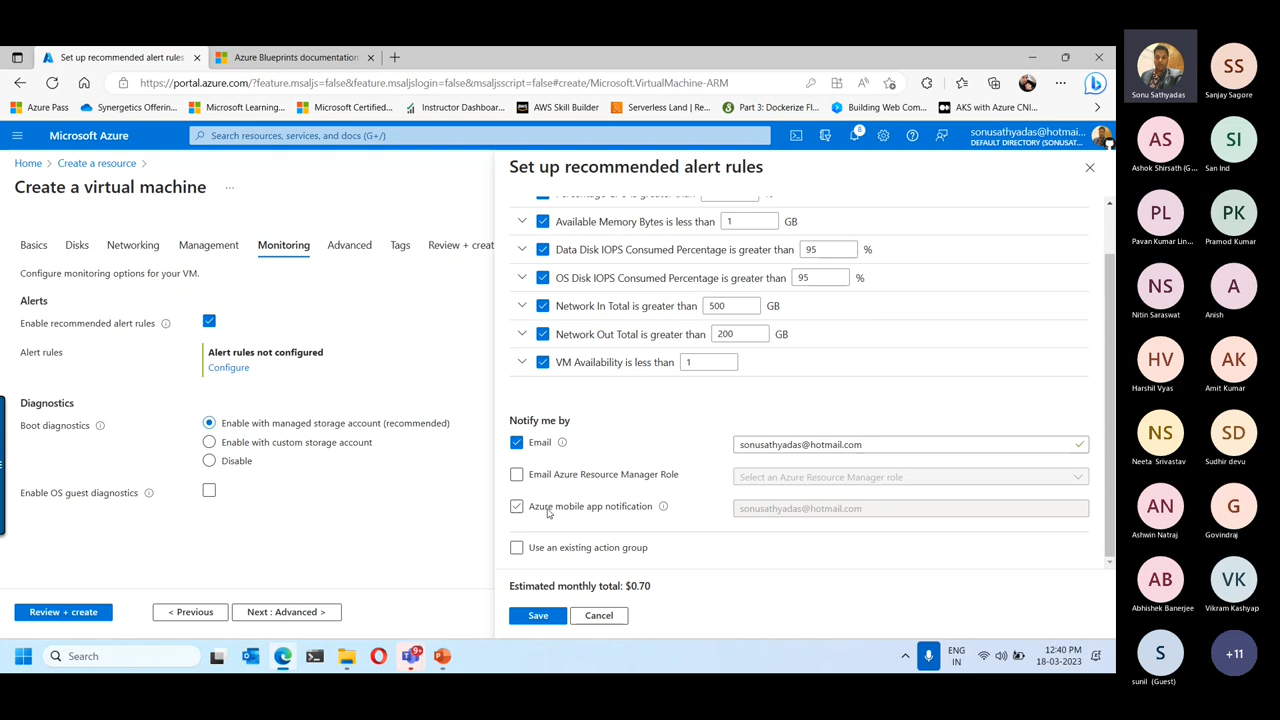 Set up recommended alert rules
Azure Blueprints documentation
https://portal.azure.com/?feature.msaljs=false&feature.msaljslogin=false&msaljsscript=false#create/Microsoft.VirtualMachine-ARM
Azure Pass
Synergetics Offering...
Microsoft Learning...
Microsoft Certified...
Instructor Dashboar...
AWS Skill Builder
Serverless Land | Re...
Part 3: Dockerize Fl...
Building Web Com...
AKS with Azure CNI...
Microsoft Azure
Search resources, services, and docs (G+/)
8
sonusathyadas@hotmai...
DEFAULT DIRECTORY (SONUSAT...
Home > Create a resource >
Create a virtual machine
...
Basics
Disks
Networking
Management
Monitoring
Advanced
Tags
Review + creat
Configure monitoring options for your VM.
Alerts
Enable recommended alert rules
Alert rules
Alert rules not configured
Configure
Diagnostics
Boot diagnostics
Enable with managed storage account (recommended)
Enable with custom storage account
Disable
Enable OS guest diagnostics
Review + create
< Previous
Next : Advanced >
Set up recommended alert rules
Percentage CPU is greater than %
Available Memory Bytes is less than 1 GB
Data Disk IOPS Consumed Percentage is greater than 95 %
OS Disk IOPS Consumed Percentage is greater than 95 %
Network In Total is greater than 500 GB
Network Out Total is greater than 200 GB
VM Availability is less than 1
Notify me by
Email
sonusathyadas@hotmail.com
Email Azure Resource Manager Role
Select an Azure Resource Manager role
Azure mobile app notification
sonusathyadas@hotmail.com
Use an existing action group
Estimated monthly total: $0.70
Save
Cancel
Search
9+
ENG
IN
12:40 PM
18-03-2023
Sonu Sathyadas
SS
Sanjay Sagore
AS
Ashok Shirsath (G...
SI
San Ind
PL
Pavan Kumar Lin...
PK
Pramod Kumar
NS
Nitin Saraswat
A
Anish
HV
Harshil Vyas
AK
Amit Kumar
NS
Neeta Srivastav
SD
Sudhir devu
AN
Ashwin Natraj
G
Govindraj
AB
Abhishek Banerjee
VK
Vikram Kashyap
S
sunil (Guest)
+11